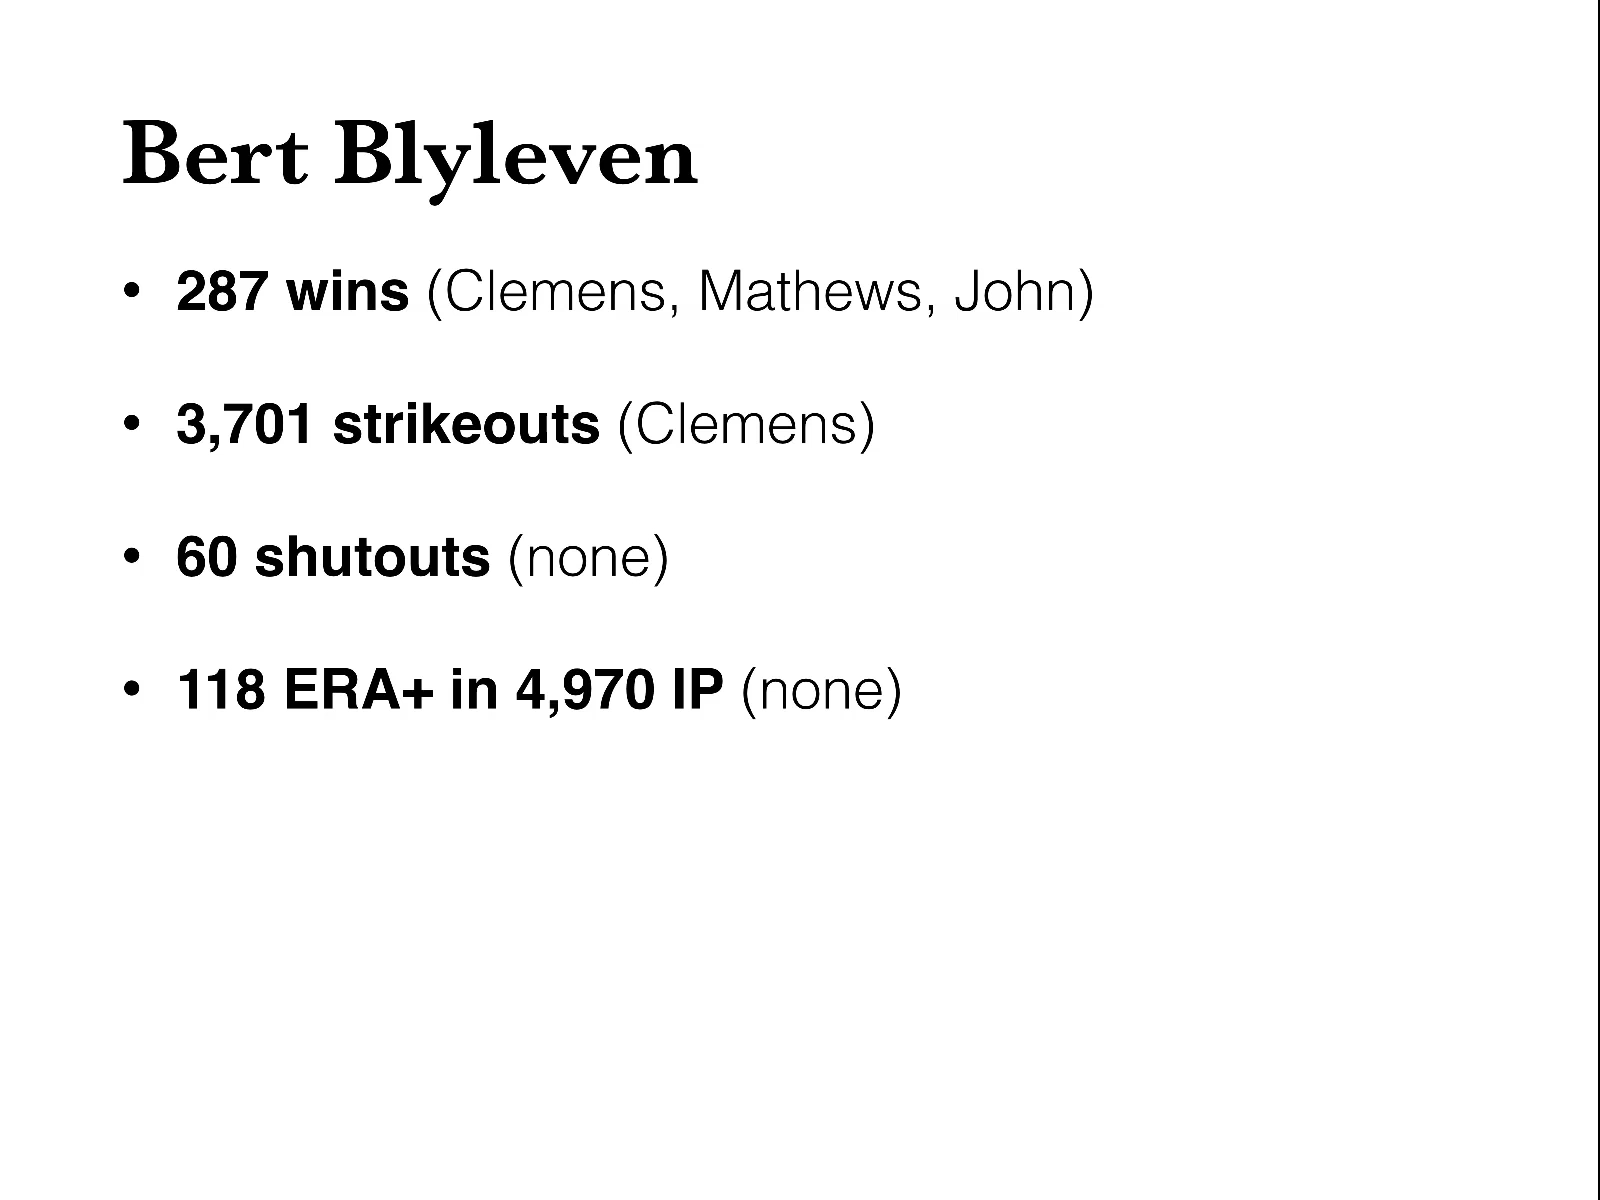 Bert Blyleven
• 287 wins (Clemens, Mathews, John)
• 3,701 strikeouts (Clemens)
• 60 shutouts (none)
• 118 ERA+ in 4,970 IP (none)